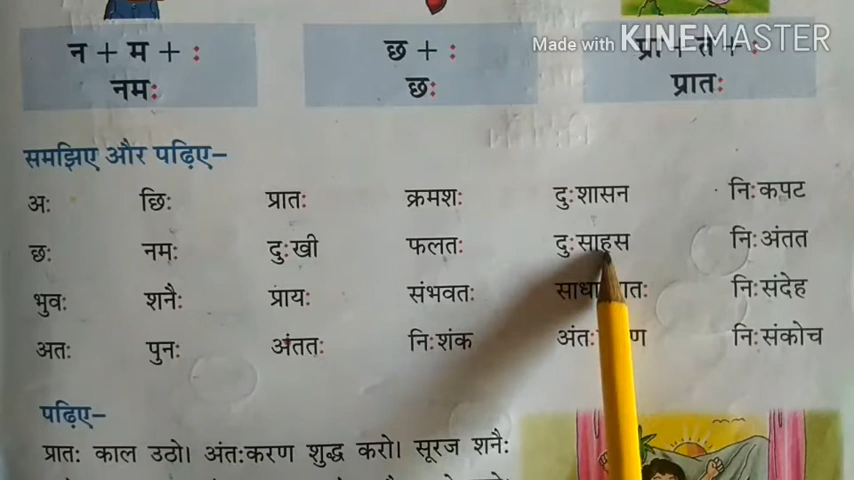 न + म + :
छ + :
Made with KINEMASTER
प्रा + त + :
नमः
छः
प्रातः
समझिए और पढ़िए–
अः छिः प्रातः क्रमशः दुःशासन निःकपट
छः नमः दुःखी फलतः दुःसाहस निःअंतत
भुवः शनैः प्रायः संभवतः निःसंदेह
अतः पुनः अंततः निःशंक निःसंकोच
पढ़िए–
प्रातः काल उठो। अंतःकरण शुद्ध करो। सूरज शनैः